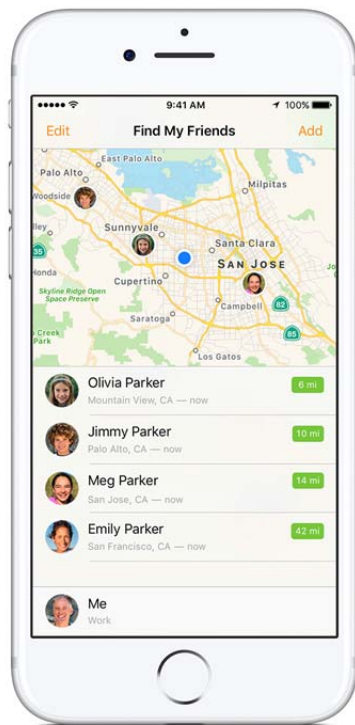 9:41 AM
100%
Edit
Find My Friends
Add
East Palo Alto
Palo Alto
Milpitas
Woodside
Sunnyvale
Santa Clara
SAN JOSE
Cupertino
Skyline Ridge Open
Space Preserve
Campbell
82
85
35
Saratoga
Los Gatos
Olivia Parker
6 mi
Mountain View, CA — now
Jimmy Parker
10 mi
Palo Alto, CA — now
Meg Parker
14 mi
San Jose, CA — now
Emily Parker
42 mi
San Francisco, CA — now
Me
Work